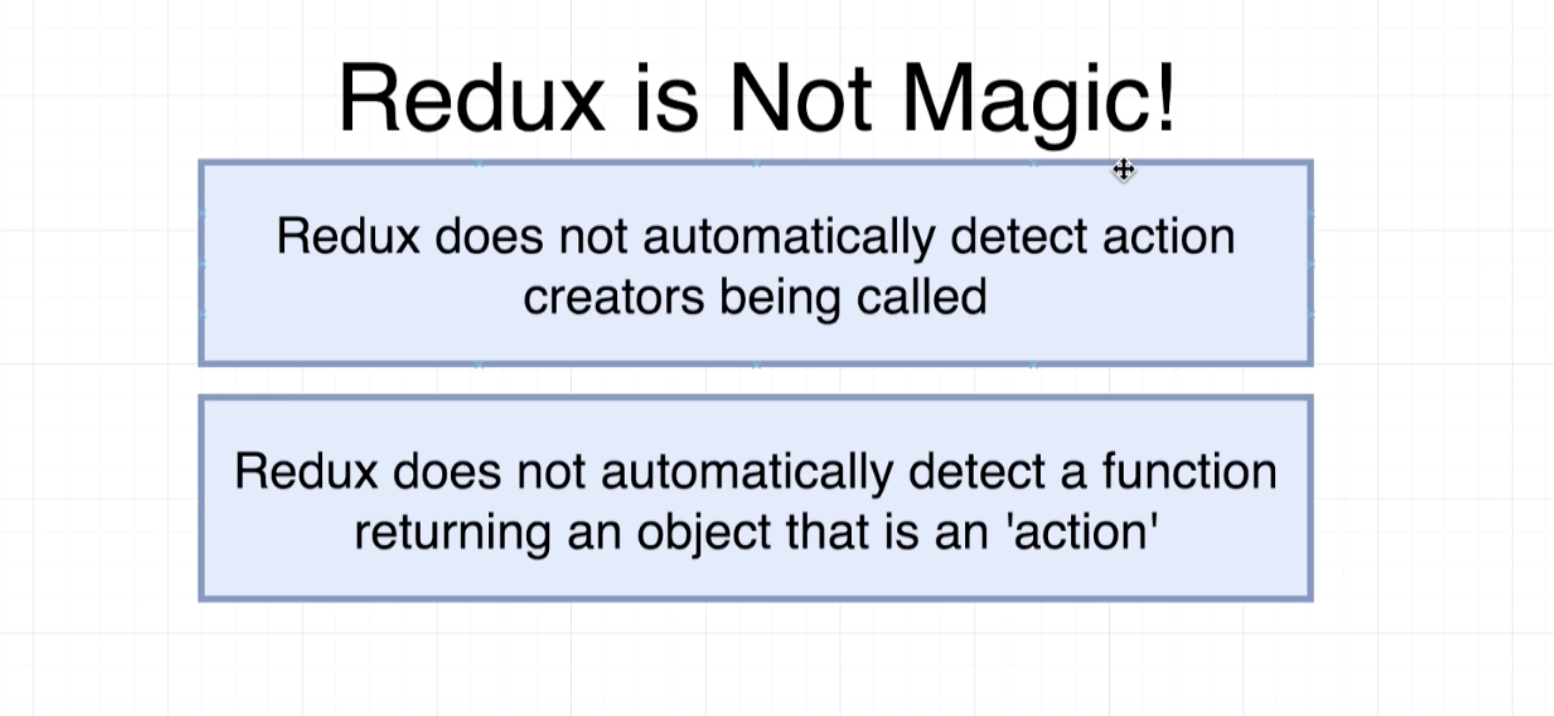 Redux is Not Magic!
Redux does not automatically detect action
creators being called
Redux does not automatically detect a function
returning an object that is an 'action'